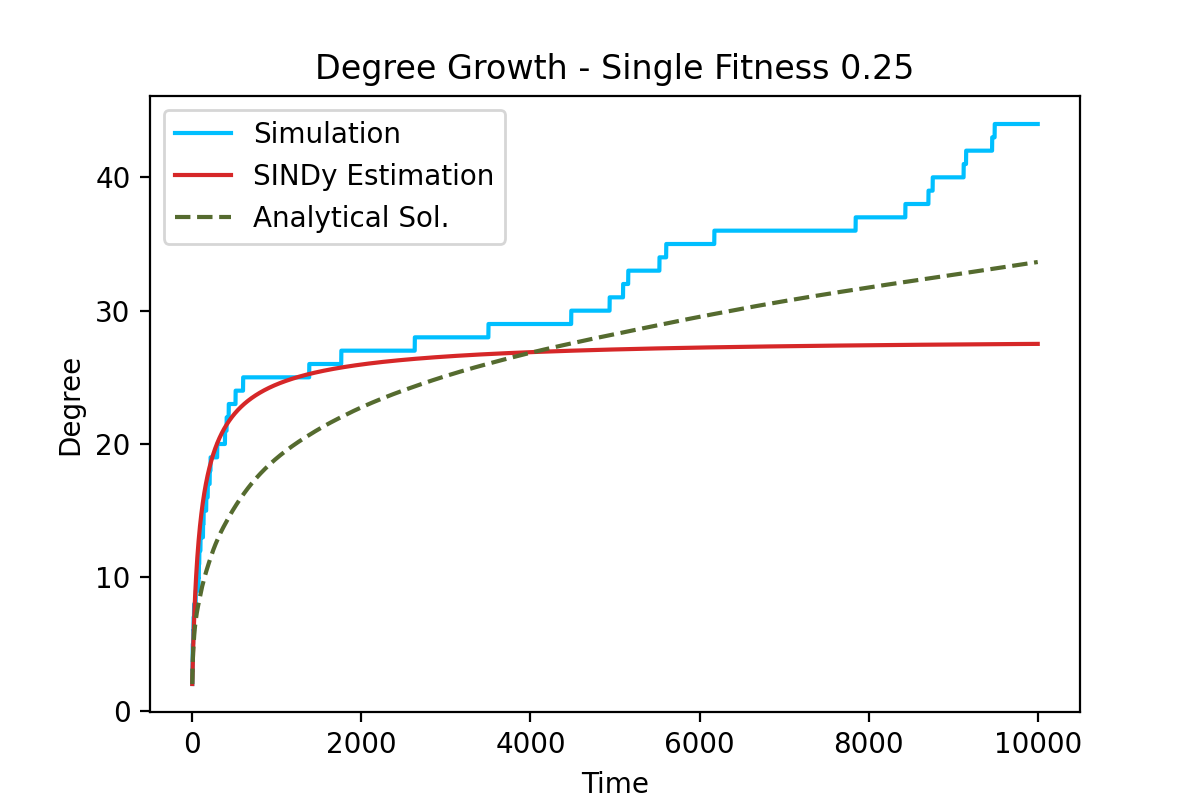 Degree Growth - Single Fitness 0.25
Simulation
SINDy Estimation
Analytical Sol.
40
30
20
10
0
Degree
0 2000 4000 6000 8000 10000
Time